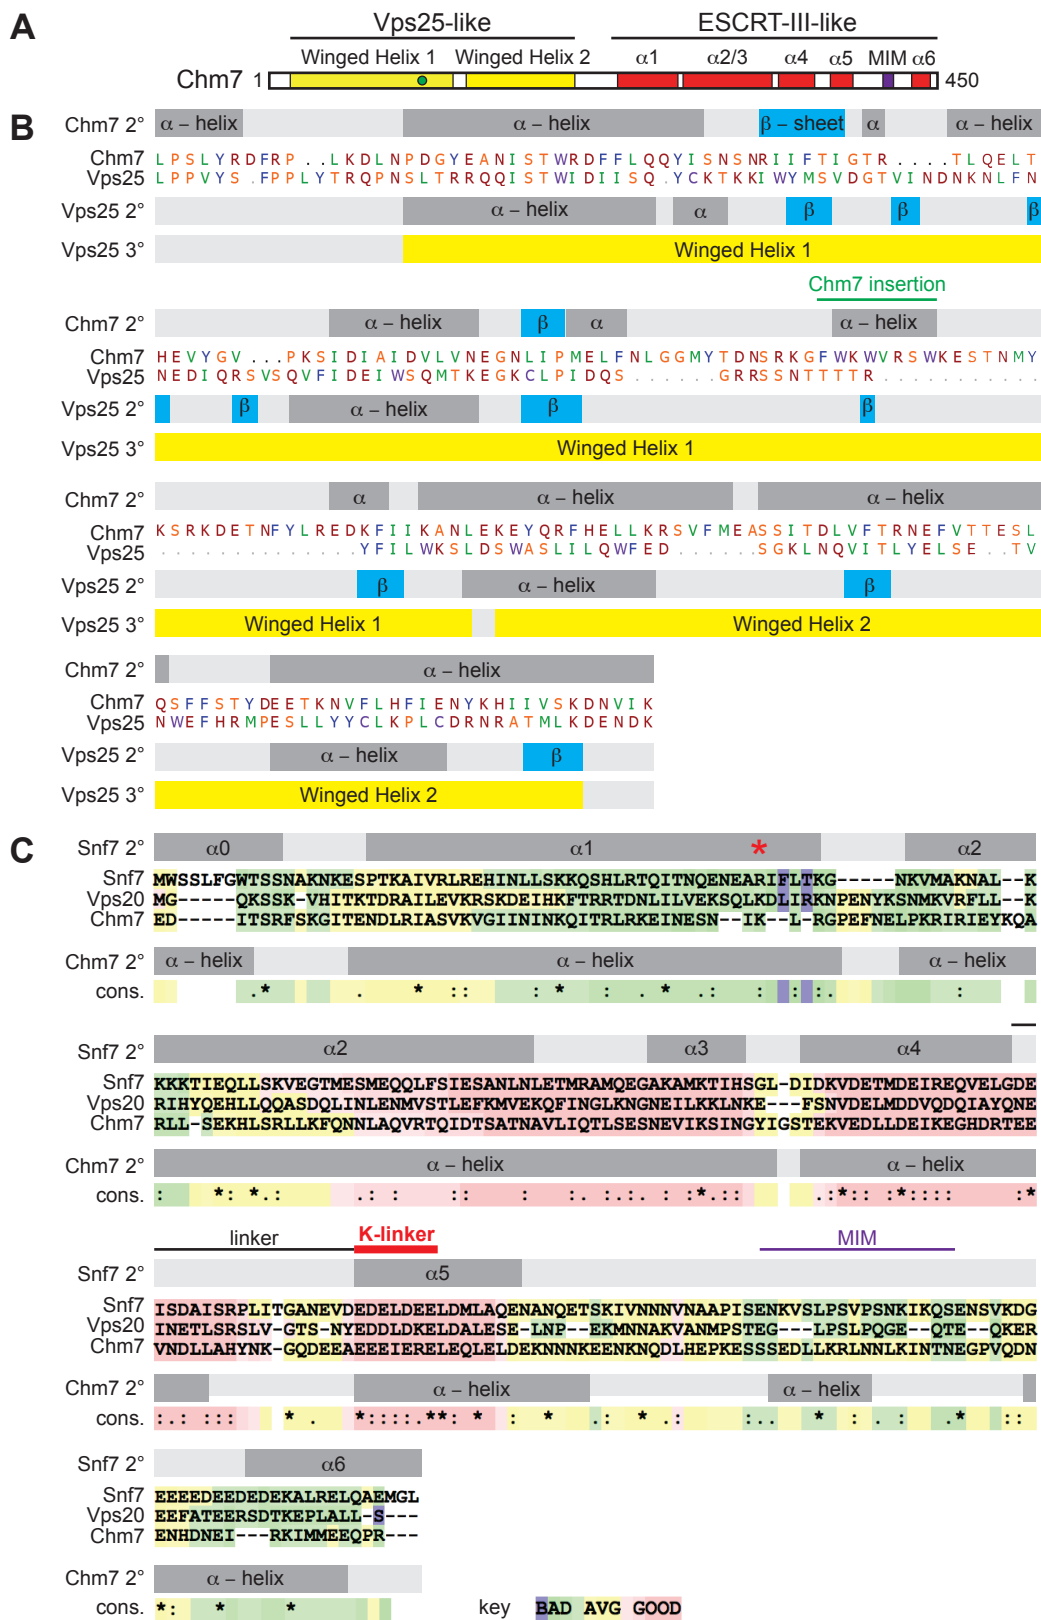 A
Vps25-like ESCRT-III-like
Winged Helix 1 Winged Helix 2 α1 α2/3 α4 α5 MIM α6
Chm7 1 450
B
Chm7 2° α – helix α – helix β – sheet α α – helix
Chm7 L P S L Y R D F R P . . L K D L N P D G Y E A N I S T W R D F F L Q Q Y I S N S N R I I F T I G T R . . . . T L Q E L T
Vps25 L P P V Y S . F P P L Y T R Q P N S L T R R Q Q I S T W I D I I S Q . Y C K T K K I W Y M S V D G T V I N D N K N L F N
Vps25 2° α – helix α β β
Vps25 3° Winged Helix 1
Chm7 insertion
Chm7 2° α – helix β α α – helix
Chm7 H E V Y G V . . . P K S I D I A I D V L V N E G N L I P M E L F N L G G M Y T D N S R K G F W K W V R S W K E S T N M Y
Vps25 N E D I Q R S V S Q V F I D E I W S Q M T K E G K C L P I D Q S . . . . . . . G R R S S N T T T T R . . . . . . . . . . .
Vps25 2° β α – helix β β
Vps25 3° Winged Helix 1
Chm7 2° α α – helix α – helix
Chm7 K S R K D E T N F Y L R E D K F I I K A N L E K E Y Q R F H E L L K R S V F M E A S S I T D L V F T R N E F V T T E S L
Vps25 . . . . . . . . . . . . . . Y F I L W K S L D S W A S L I L Q W F E D . . . . . . S G K L N Q V I T L Y E L S E . . T V
Vps25 2° β α – helix β
Vps25 3° Winged Helix 1 Winged Helix 2
Chm7 2° α – helix
Chm7 Q S F F S T Y D E E T K N V F L H F I E N Y K H I I V S K D N V I K
Vps25 N W E F H R M P E S L L Y Y C L K P L C D R N R A T M L K D E N D K
Vps25 2° α – helix β
Vps25 3° Winged Helix 2
C
Snf7 2° α0 α1 * α2
Snf7 MWSSLFGWTSSNAKNKESPTKAIVRLREHINLLSKKQSHLRTQITNQENEARIFLTKG-----NKVMAKNAL--K
Vps20 MG-----QKSSK-VHITKTDRAILEVKRSKDEIHKFTRRTDNLILVEKSQLKDLIRKNPENYKSNMKVRFLL--K
Chm7 ED-----ITSRFSKGITENDLRIASVKVGIININKQITRLRKEINESN--IK--L-RGPEFNELPKRIRIEYKQA
Chm7 2° α – helix α – helix α – helix
cons. .* . * :: : * : . * .: : : :. :
Snf7 2° α2 α3 α4
Snf7 KKKTIEQLLSKVEGTMESMEQQLFSIESANLNLETMRAMQEGAKAMKTIHSGL-DIDKVDETMDEIREQVELGDE
Vps20 RIHYQEHLLQQASDQLINLENMVSTLEFKMVEKQFINGLKNGNEILKKLNKE---FSNVDELMDDVQDQIAYQNE
Chm7 RLL-SEKHLSRLLKFQNNLAQVRTQIDTSATNAVLIQTLSESNEVIKSINGYIGSTEKVEDLLDEIKEGHDRTEE
Chm7 2° α – helix α – helix
cons. : *: *.: .: : :: : :. .:. : :*.:: .:*:: :*:::: :*
linker K-linker MIM
Snf7 2° α5
Snf7 ISDAISRPLITGANEVDEDELDEELDMLAQENANQETSKIVNNNVNAAPISENKVSLPSVPSNKIKQSENSVKDG
Vps20 INETLSRSLV-GTS-NYEDDLDKELDALESE-LNP--EKMNNAKVANMPSTEG---LPSLPQGE--QTE--QKER
Chm7 VNDLLAHYNK-GQDEEAEEEIERELEQLELDEKNNNKEENKNQDLHEPKESSSEDLLKRLNNLKINTNEGPVQDN
Chm7 2° α – helix α – helix
cons. :.: ::: * . *::::.**: * : * .: * .: :.. * : .: .* ::
Snf7 2° α6
Snf7 EEEEDEEDEDEKALRELQAEMGL
Vps20 EEFATEERSDTKEPLALL-S---
Chm7 ENHDNEI---RKIMMEEQPR---
Chm7 2° α – helix
cons. *: * *
key BAD AVG GOOD